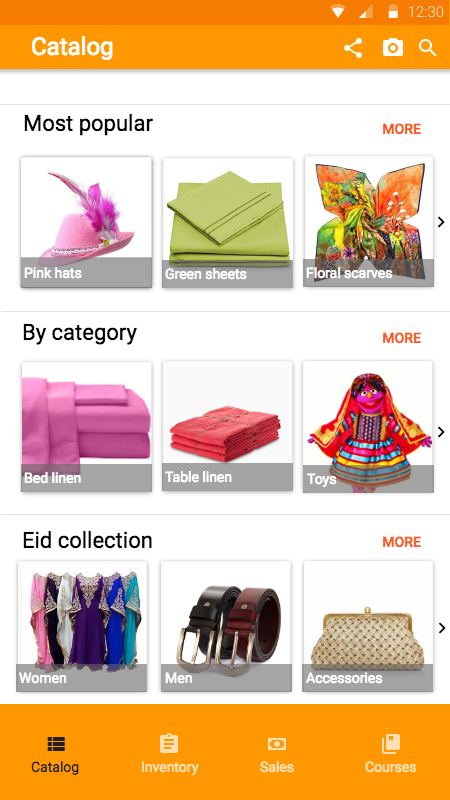 12:30
Catalog
Most popular
MORE
Pink hats
Green sheets
Floral scarves
By category
MORE
Bed linen
Table linen
Toys
Eid collection
MORE
Women
Men
Accessories
Catalog
Inventory
Sales
Courses